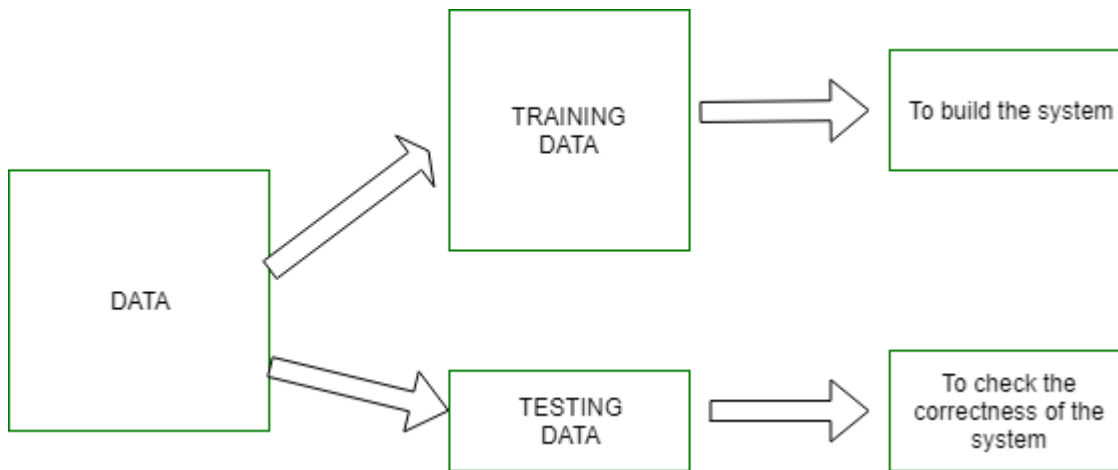 TRAINING
DATA
To build the system
DATA
TESTING
DATA
To check the
correctness of the
system